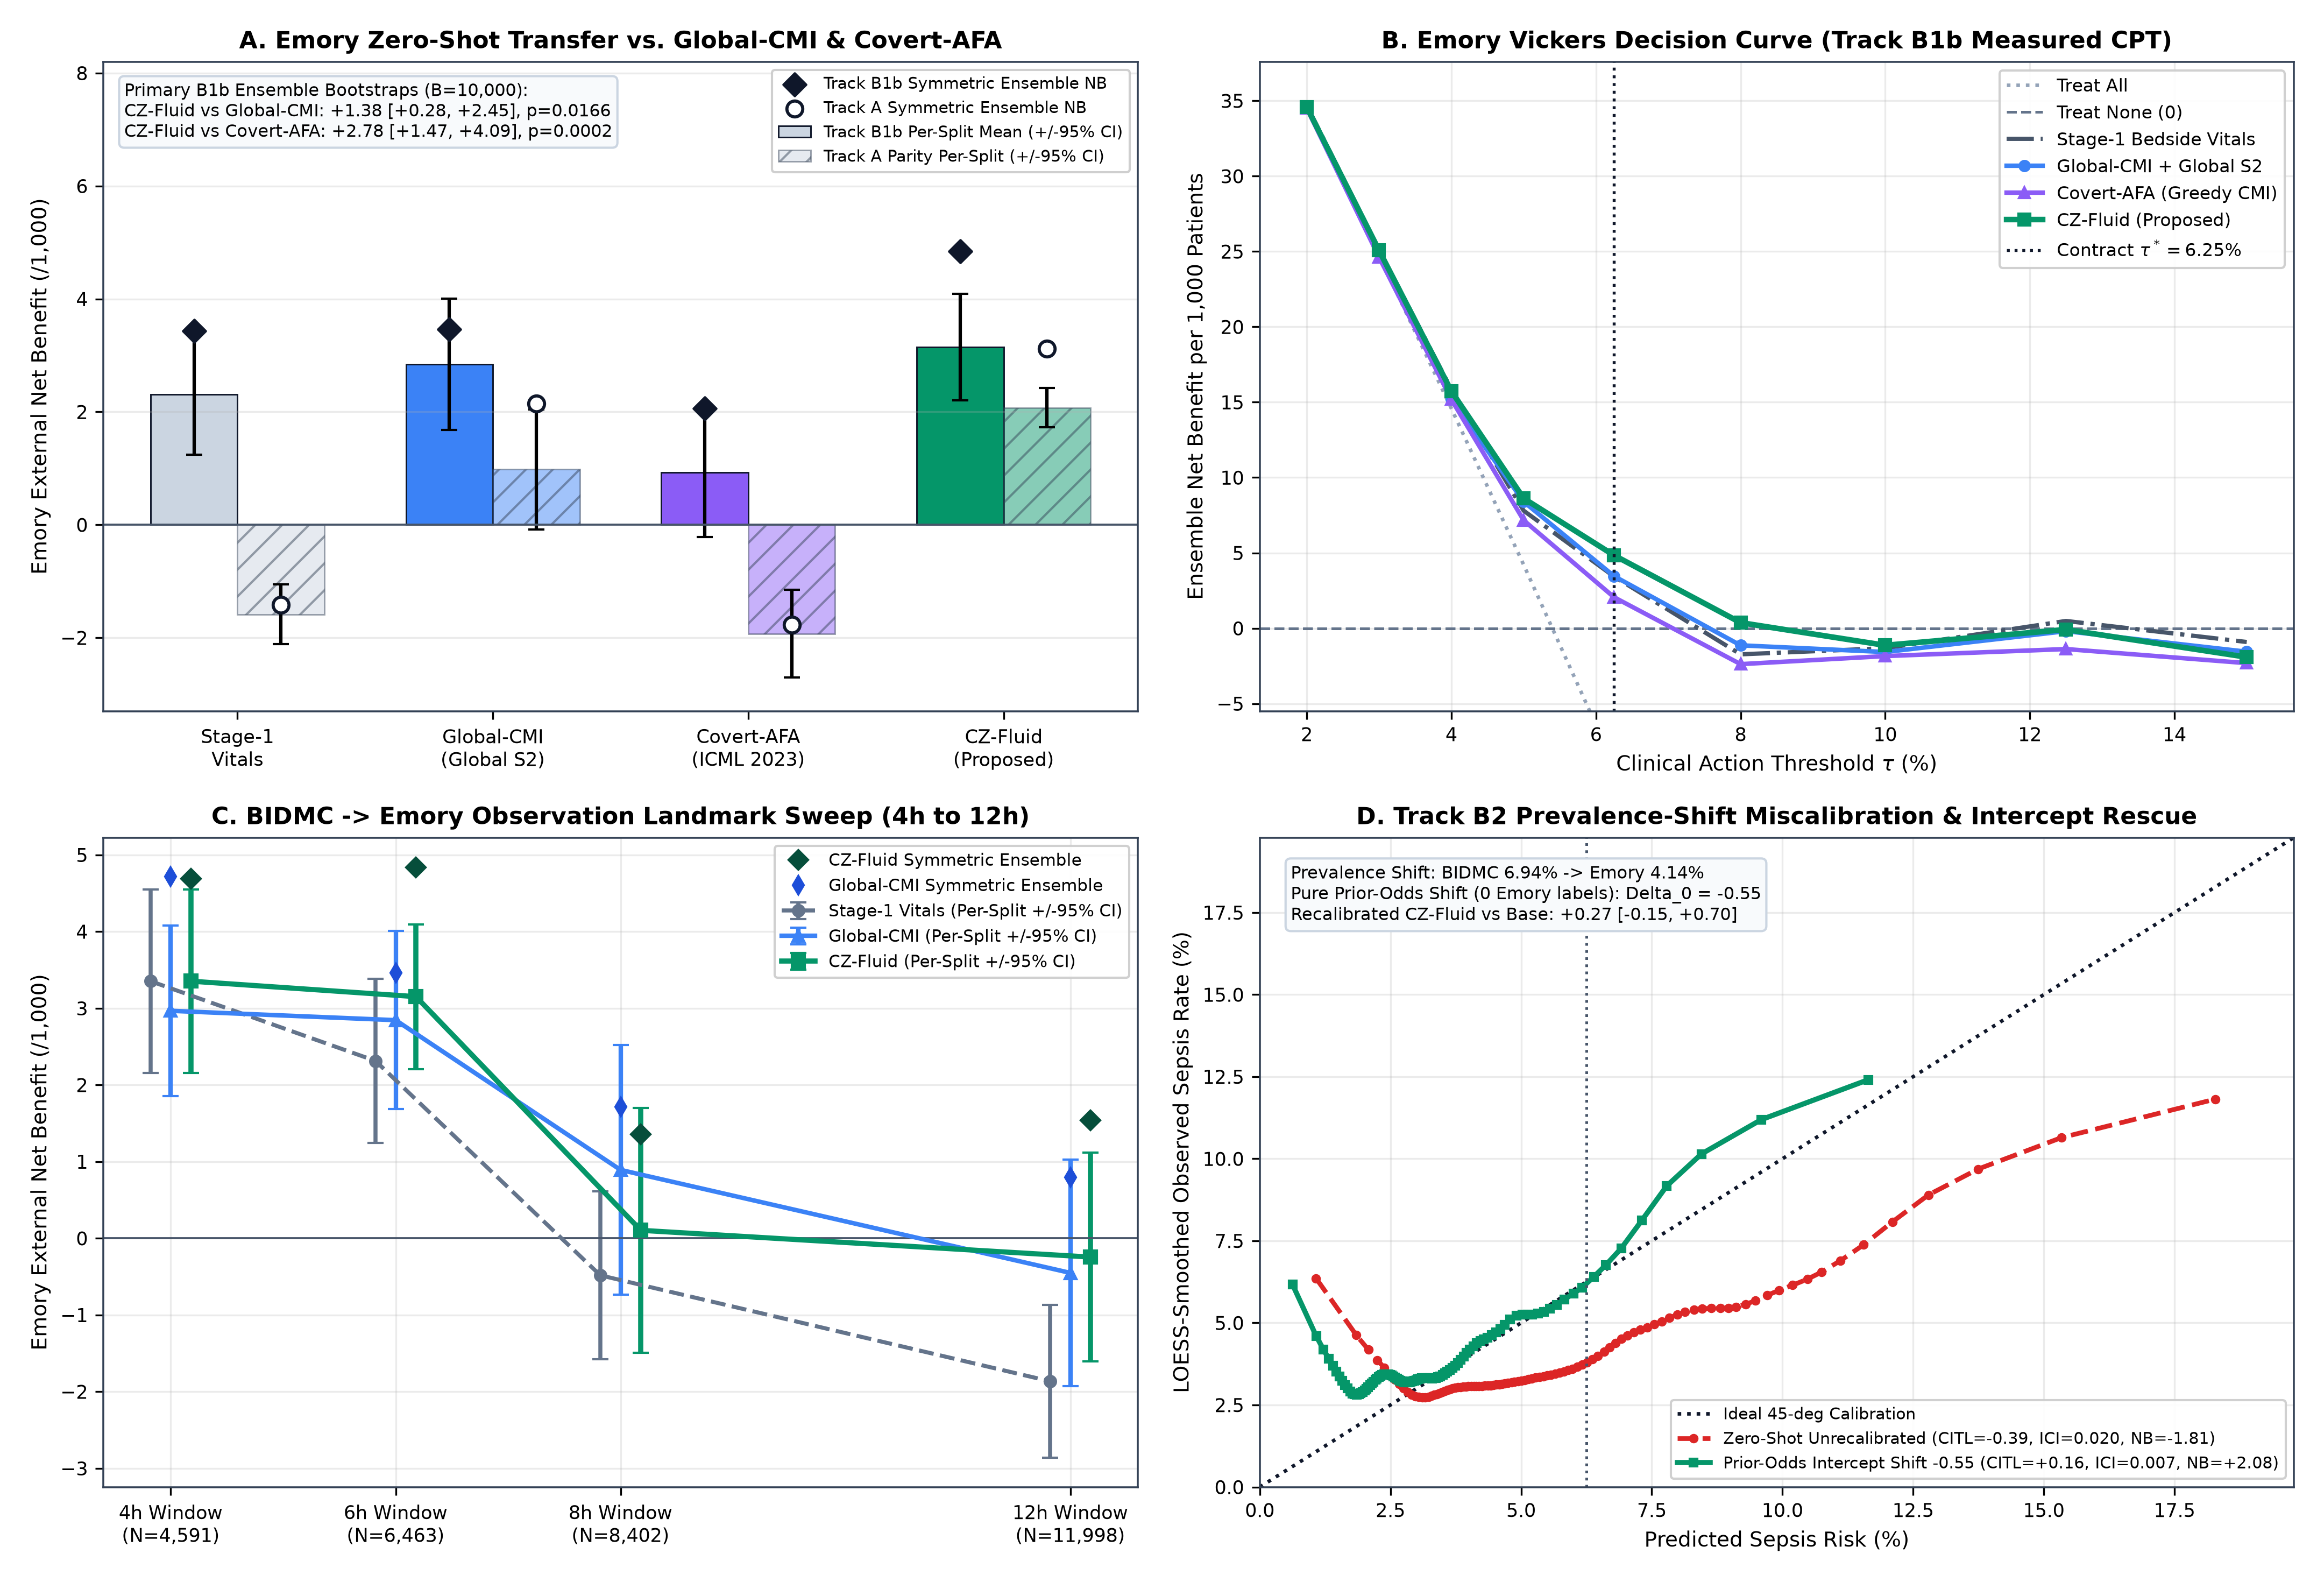 A. Emory Zero-Shot Transfer vs. Global-CMI & Covert-AFA
Emory External Net Benefit (/1,000)
8
6
4
2
0
−2
Primary B1b Ensemble Bootstraps (B=10,000):
CZ-Fluid vs Global-CMI: +1.38 [+0.28, +2.45], p=0.0166
CZ-Fluid vs Covert-AFA: +2.78 [+1.47, +4.09], p=0.0002
Track B1b Symmetric Ensemble NB
Track A Symmetric Ensemble NB
Track B1b Per-Split Mean (+/-95% CI)
Track A Parity Per-Split (+/-95% CI)
Stage-1
Vitals
Global-CMI
(Global S2)
Covert-AFA
(ICML 2023)
CZ-Fluid
(Proposed)
B. Emory Vickers Decision Curve (Track B1b Measured CPT)
Ensemble Net Benefit per 1,000 Patients
35
30
25
20
15
10
5
0
−5
Treat All
Treat None (0)
Stage-1 Bedside Vitals
Global-CMI + Global S2
Covert-AFA (Greedy CMI)
CZ-Fluid (Proposed)
Contract τ* = 6.25%
2 4 6 8 10 12 14
Clinical Action Threshold τ (%)
C. BIDMC -> Emory Observation Landmark Sweep (4h to 12h)
Emory External Net Benefit (/1,000)
5
4
3
2
1
0
−1
−2
−3
CZ-Fluid Symmetric Ensemble
Global-CMI Symmetric Ensemble
Stage-1 Vitals (Per-Split +/-95% CI)
Global-CMI (Per-Split +/-95% CI)
CZ-Fluid (Per-Split +/-95% CI)
4h Window
(N=4,591)
6h Window
(N=6,463)
8h Window
(N=8,402)
12h Window
(N=11,998)
D. Track B2 Prevalence-Shift Miscalibration & Intercept Rescue
LOESS-Smoothed Observed Sepsis Rate (%)
17.5
15.0
12.5
10.0
7.5
5.0
2.5
0.0
Prevalence Shift: BIDMC 6.94% -> Emory 4.14%
Pure Prior-Odds Shift (0 Emory labels): Delta_0 = -0.55
Recalibrated CZ-Fluid vs Base: +0.27 [-0.15, +0.70]
Ideal 45-deg Calibration
Zero-Shot Unrecalibrated (CITL=-0.39, ICI=0.020, NB=-1.81)
Prior-Odds Intercept Shift -0.55 (CITL=+0.16, ICI=0.007, NB=+2.08)
0.0 2.5 5.0 7.5 10.0 12.5 15.0 17.5
Predicted Sepsis Risk (%)